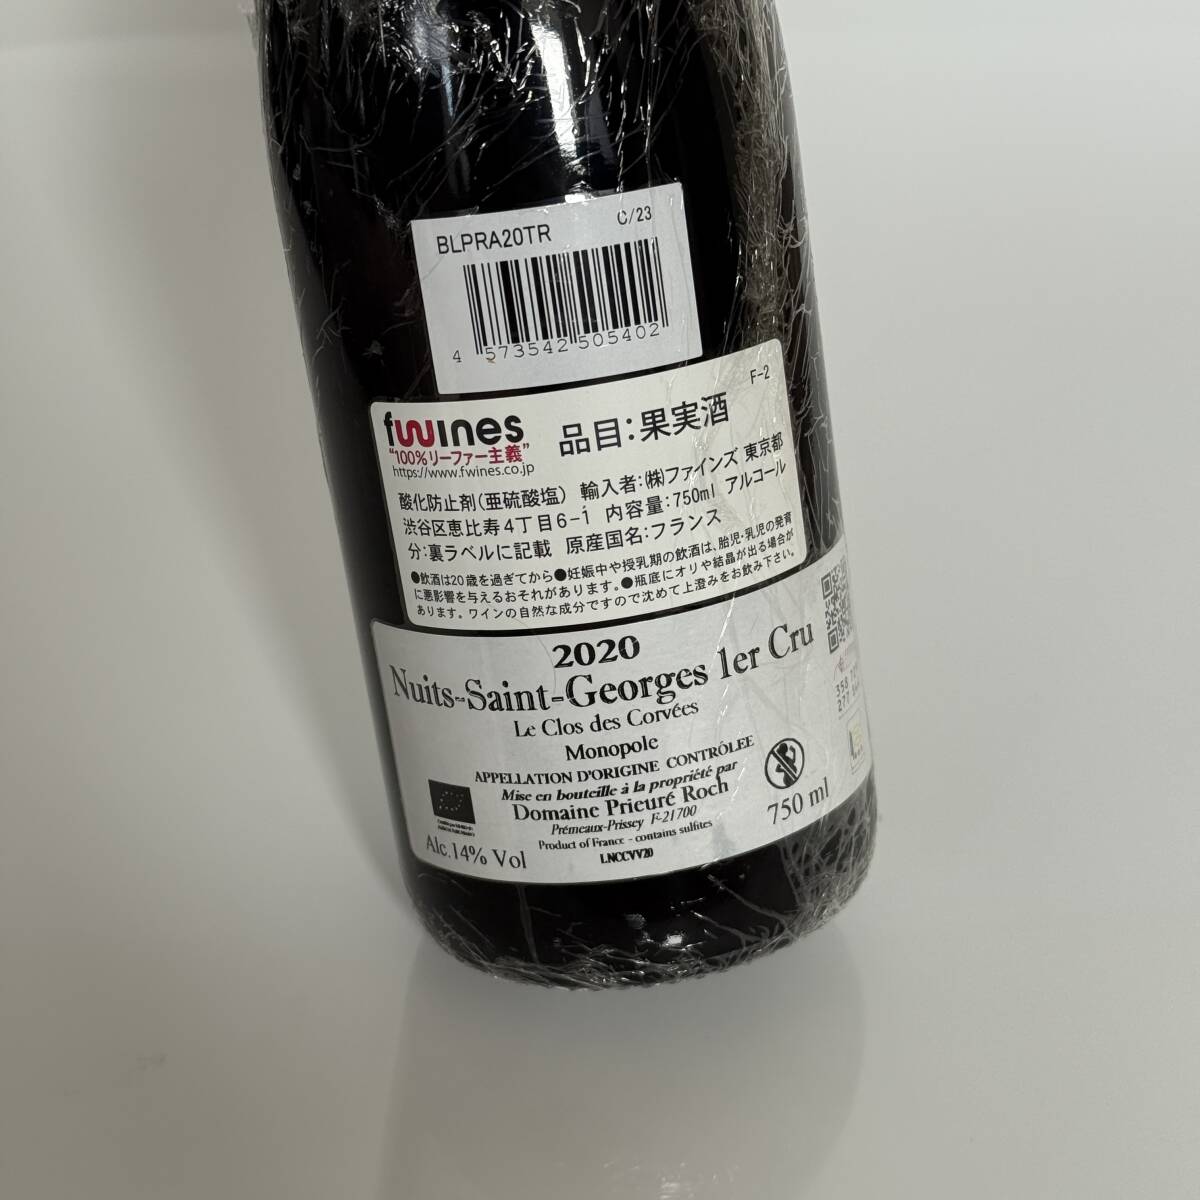 BLPRA20TR
C/23
4 573542 505402
F-2
fwines
"100%リーファー主義"
https://www.fwines.co.jp
品目:果実酒
酸化防止剤(亜硫酸塩) 輸入者:㈱ファインズ 東京都
渋谷区恵比寿4丁目6-1 内容量:750ml アルコール
分:裏ラベルに記載 原産国名:フランス
●飲酒は20歳を過ぎてから●妊娠中や授乳期の飲酒は、胎児・乳児の発育
に悪影響を与えるおそれがあります。●瓶底にオリや結晶が出る場合が
あります。ワインの自然な成分ですので沈めて上澄みをお飲み下さい。
2020
Nuits-Saint-Georges 1er Cru
Le Clos des Corvées
Monopole
APPELLATION D'ORIGINE CONTRÔLÉE
Mise en bouteille à la propriété par
Domaine Prieuré Roch
Prémeaux-Prissey F-21700
Product of France - contains sulfites
LNCCVV20
Alc.14% Vol
750 ml